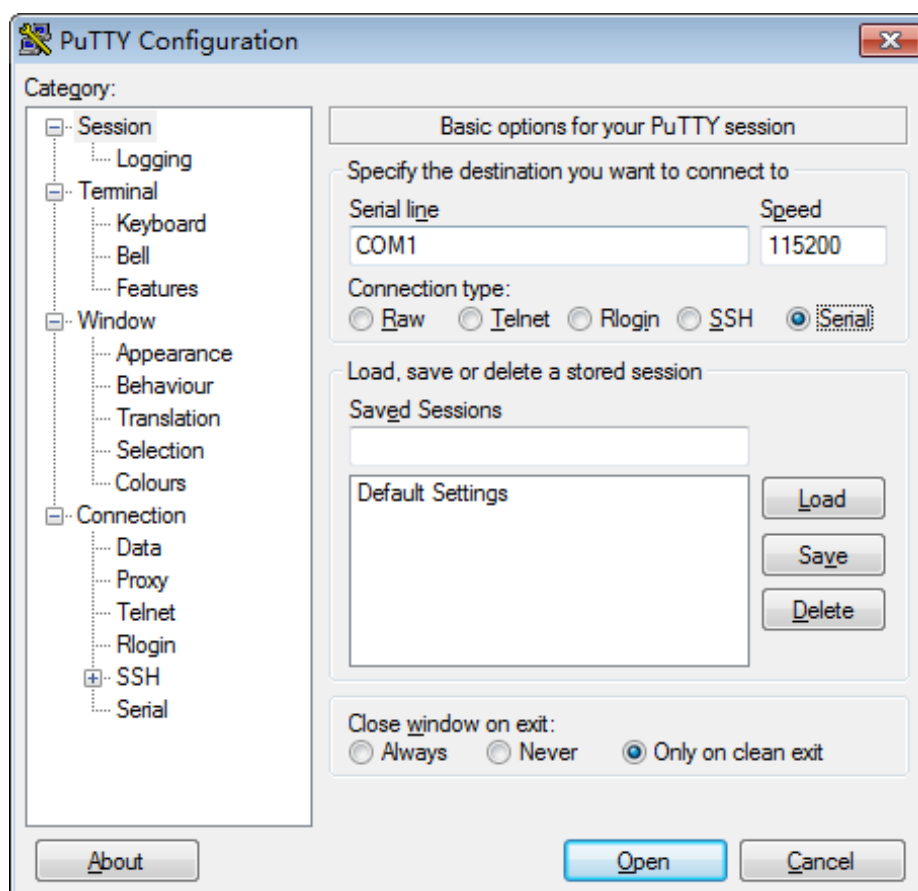 PuTTY Configuration
Category:
Session
Logging
Terminal
Keyboard
Bell
Features
Window
Appearance
Behaviour
Translation
Selection
Colours
Connection
Data
Proxy
Telnet
Rlogin
SSH
Serial
Basic options for your PuTTY session
Specify the destination you want to connect to
Serial line Speed
COM1 115200
Connection type:
Raw Telnet Rlogin SSH Serial
Load, save or delete a stored session
Saved Sessions
Default Settings
Load
Save
Delete
Close window on exit:
Always Never Only on clean exit
About Open Cancel